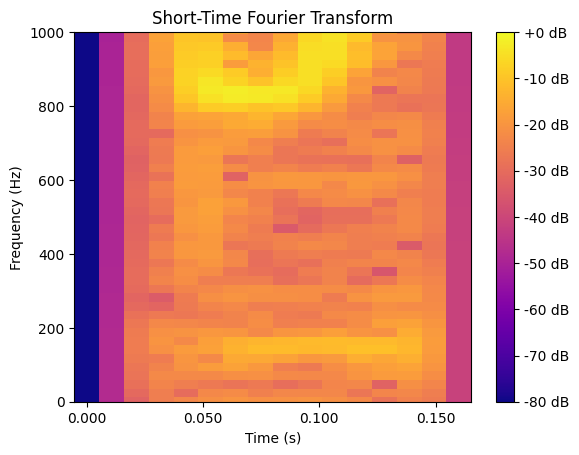 Short-Time Fourier Transform
1000
800
600
400
200
0
Frequency (Hz)
0.000
0.050
0.100
0.150
Time (s)
+0 dB
-10 dB
-20 dB
-30 dB
-40 dB
-50 dB
-60 dB
-70 dB
-80 dB